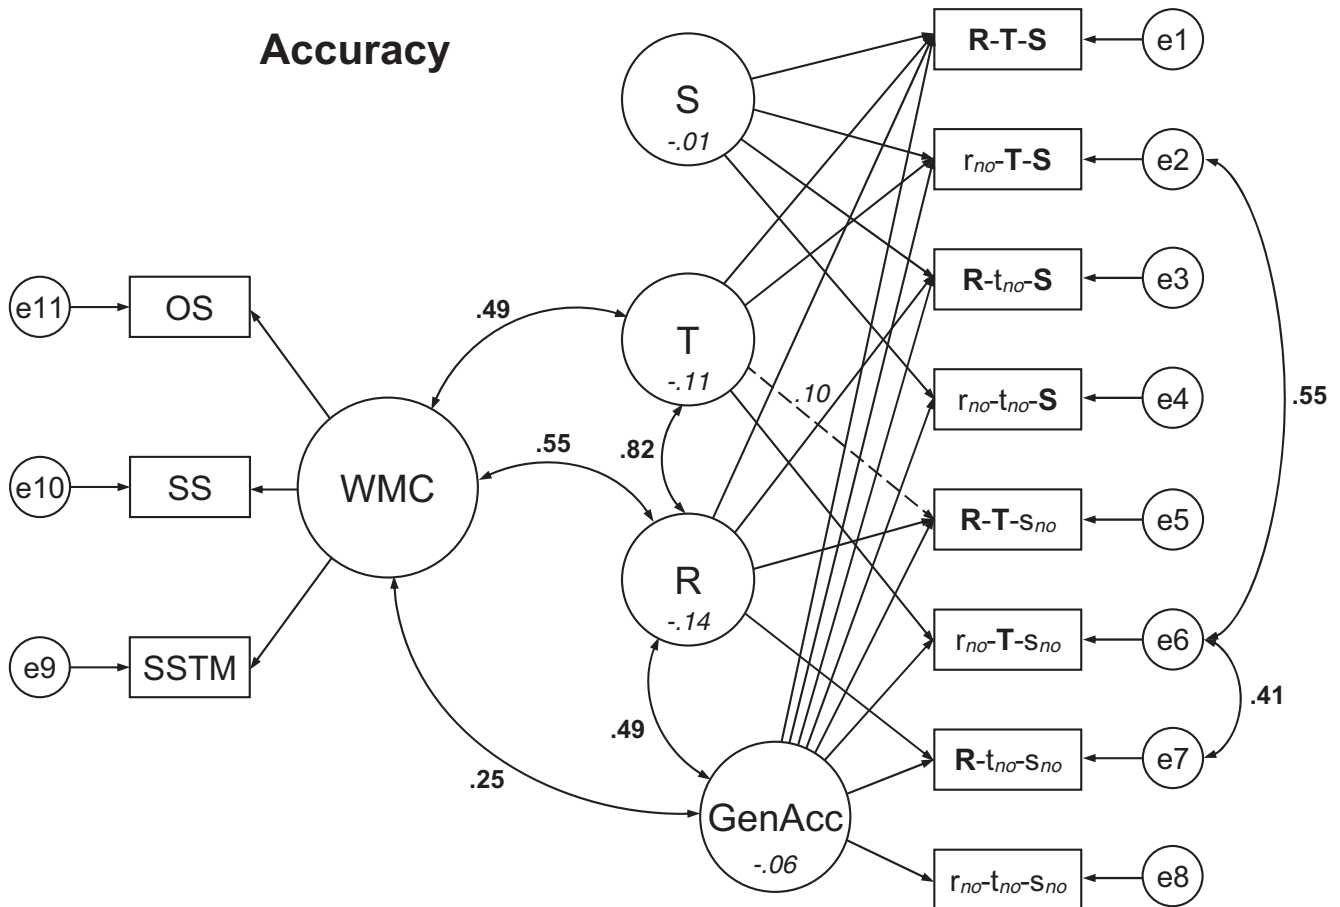 Accuracy
S
-.01
T
-.11
R
-.14
GenAcc
-.06
WMC
OS
SS
SSTM
e11
e10
e9
.49
.55
.82
.49
.25
.10
R-T-S
rno-T-S
R-tno-S
rno-tno-S
R-T-sno
rno-T-sno
R-tno-sno
rno-tno-sno
e1
e2
e3
e4
e5
e6
e7
e8
.55
.41